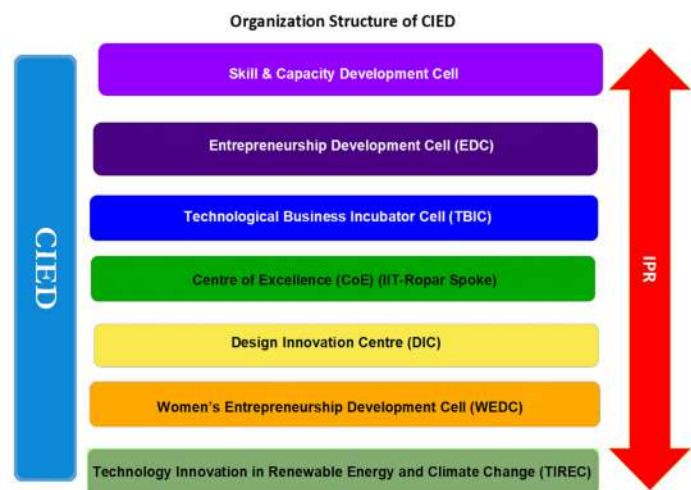 Organization Structure of CIED
CIED
Skill & Capacity Development Cell
Entrepreneurship Development Cell (EDC)
Technological Business Incubator Cell (TBIC)
Centre of Excellence (CoE) (IIT-Ropar Spoke)
Design Innovation Centre (DIC)
Women's Entrepreneurship Development Cell (WEDC)
Technology Innovation in Renewable Energy and Climate Change (TIREC)
IPR